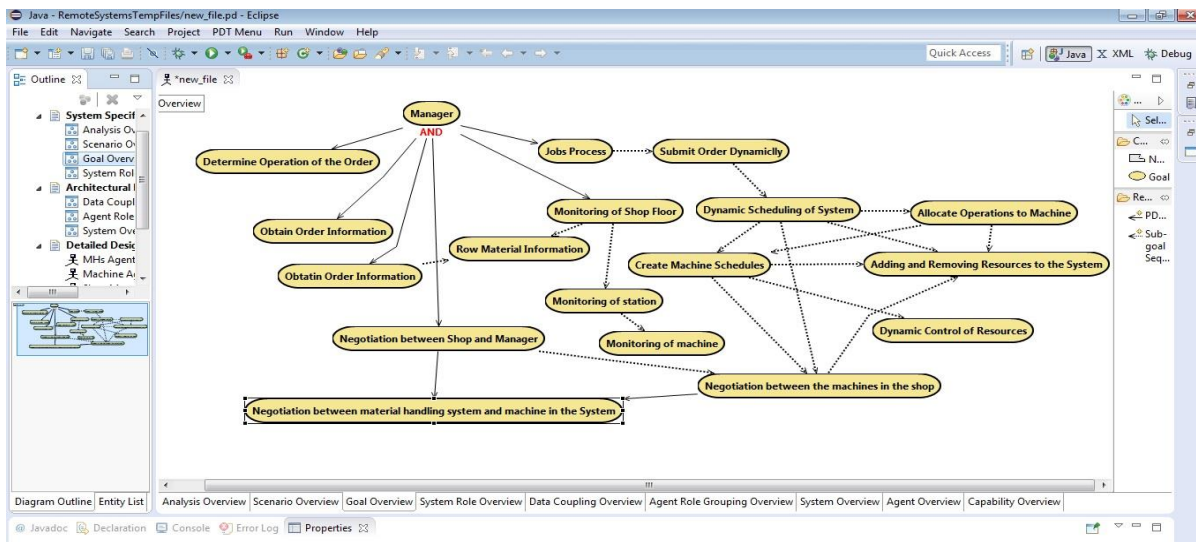 Java - RemoteSystemsTempFiles/new_file.pd - Eclipse
File Edit Navigate Search Project PDT Menu Run Window Help
Quick Access
Java
XML
Debug
Outline
*new_file
Overview
System Specif
Analysis Ov
Scenario Ov
Goal Overv
System Rol
Architectural
Data Coupl
Agent Role
System Ove
Detailed Desig
MHs Agent
Machine Ag
Manager
AND
Determine Operation of the Order
Jobs Process
Submit Order Dynamiclly
Obtain Order Information
Monitoring of Shop Floor
Dynamic Scheduling of System
Allocate Operations to Machine
Row Material Information
Obtatin Order Information
Create Machine Schedules
Adding and Removing Resources to the System
Monitoring of station
Negotiation between Shop and Manager
Monitoring of machine
Dynamic Control of Resources
Negotiation between the machines in the shop
Negotiation between material handling system and machine in the System
...
Sel...
C...
N...
Goal
Re...
PD...
Sub-
goal
Seq...
Diagram Outline Entity List
Analysis Overview Scenario Overview Goal Overview System Role Overview Data Coupling Overview Agent Role Grouping Overview System Overview Agent Overview Capability Overview
@ Javadoc Declaration Console Error Log Properties